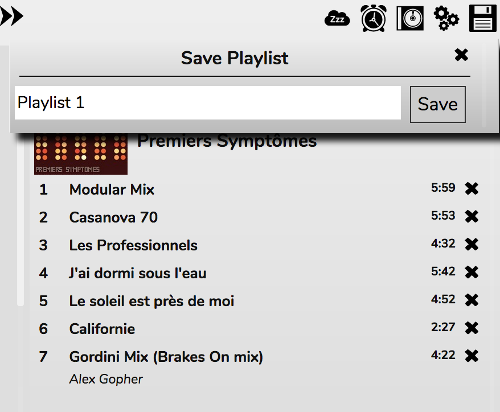 Zzz
Save Playlist
Playlist 1
Save
Premiers Symptômes
PREMIERS SYMPTOMES
1 Modular Mix 5:59
2 Casanova 70 5:53
3 Les Professionnels 4:32
4 J'ai dormi sous l'eau 5:42
5 Le soleil est près de moi 4:52
6 Californie 2:27
7 Gordini Mix (Brakes On mix) 4:22
Alex Gopher